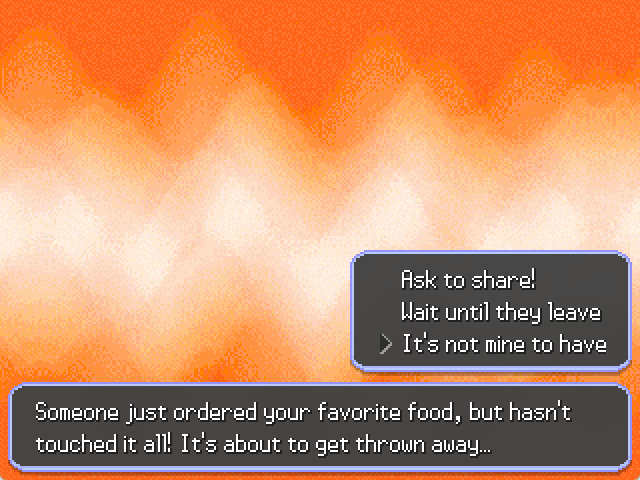 Ask to share!
Wait until they leave
It's not mine to have
Someone just ordered your favorite food, but hasn't
touched it all! It's about to get thrown away...